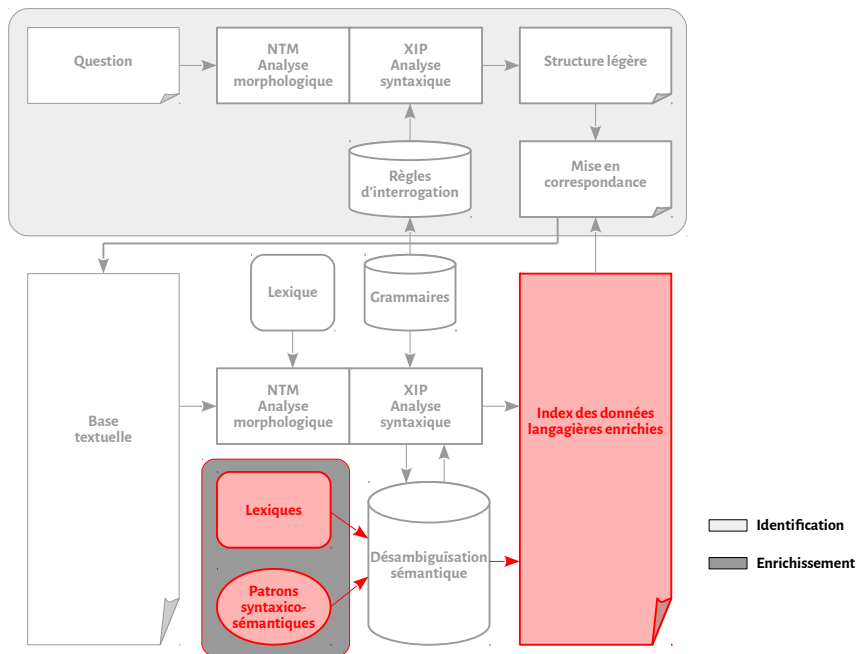 Question
NTM
Analyse
morphologique
XIP
Analyse
syntaxique
Structure légère
Règles
d'interrogation
Mise en
correspondance
Lexique
Grammaires
Base
textuelle
NTM
Analyse
morphologique
XIP
Analyse
syntaxique
Index des données
langagières enrichies
Lexiques
Désambiguïsation
sémantique
Patrons
syntaxico-
sémantiques
Identification
Enrichissement